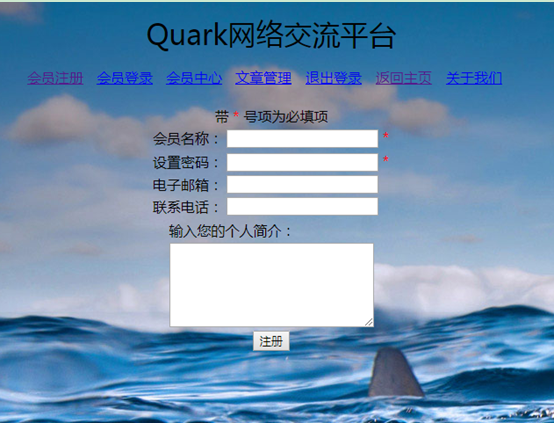 Quark网络交流平台
会员注册 会员登录 会员中心 文章管理 退出登录 返回主页 关于我们
带 * 号项为必填项
会员名称： *
设置密码： *
电子邮箱：
联系电话：
输入您的个人简介：
注册